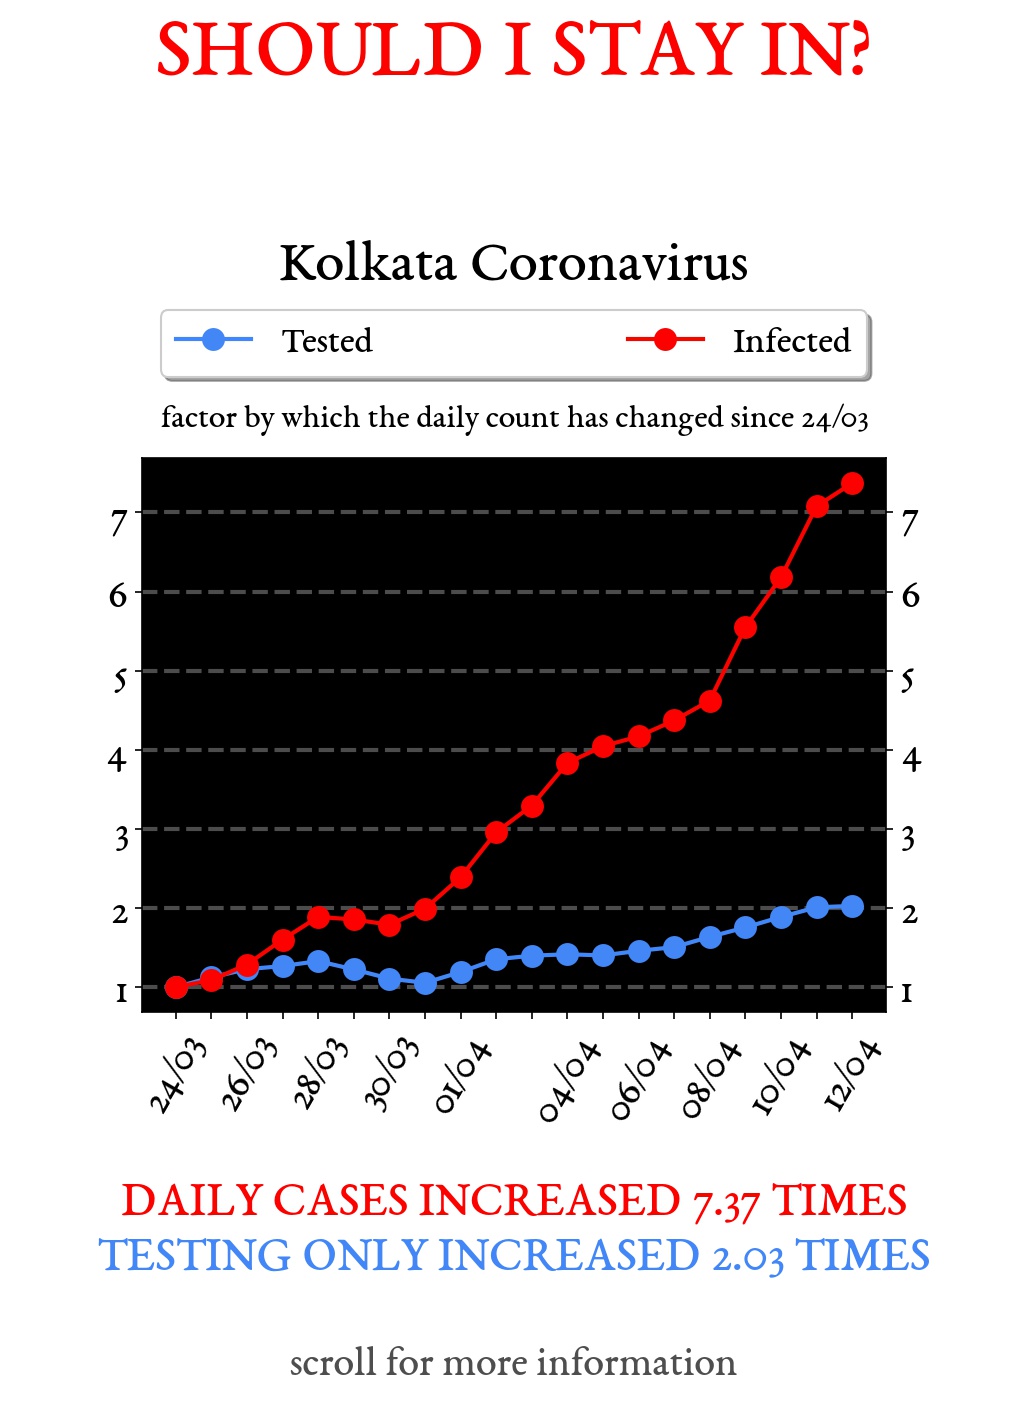 SHOULD I STAY IN?
Kolkata Coronavirus
Tested Infected
factor by which the daily count has changed since 24/03
7 7
6 6
5 5
4 4
3 3
2 2
1 1
24/03 26/03 28/03 30/03 01/04 04/04 06/04 08/04 10/04 12/04
DAILY CASES INCREASED 7.37 TIMES
TESTING ONLY INCREASED 2.03 TIMES
scroll for more information